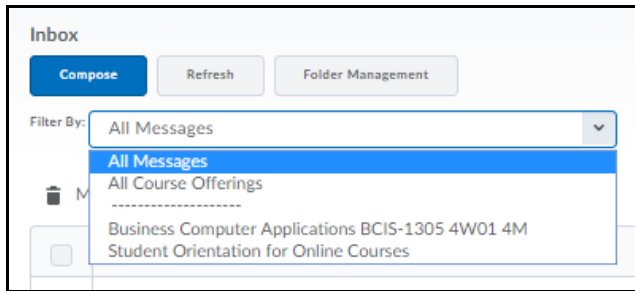 Inbox
Compose Refresh Folder Management
Filter By: All Messages
All Messages
All Course Offerings
--------------------
Business Computer Applications BCIS-1305 4W01 4M
Student Orientation for Online Courses